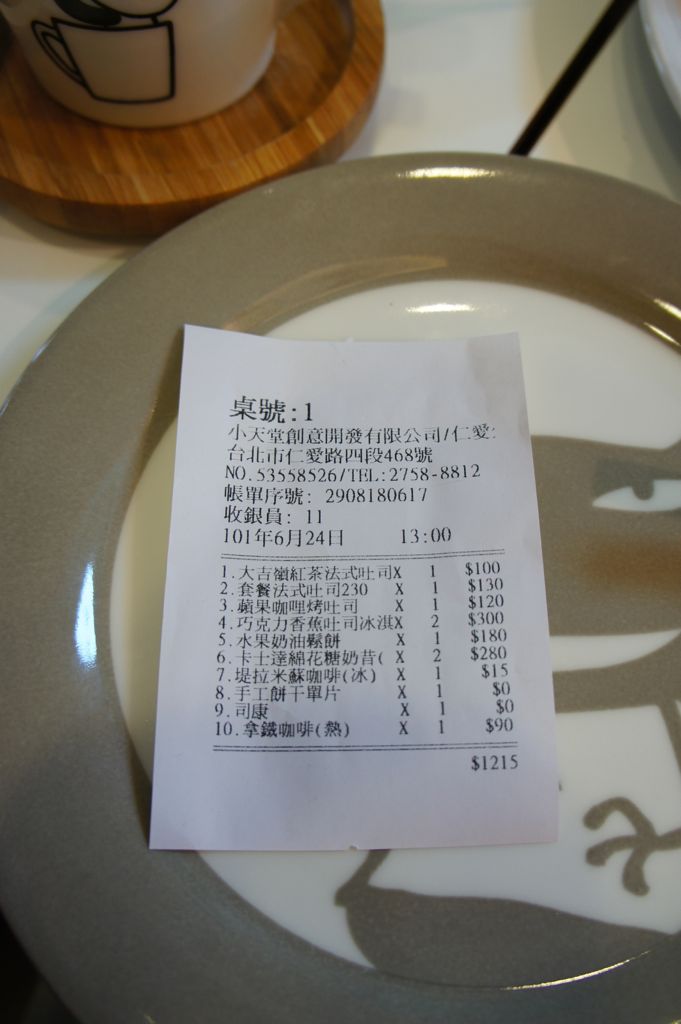 桌號:1
小天堂創意開發有限公司/仁愛
台北市仁愛路四段468號
NO.53558526/TEL:2758-8812
帳單序號: 2908180617
收銀員: 11
101年6月24日 13:00
1.大吉嶺紅茶法式吐司X 1 $100
2.套餐法式吐司230 X 1 $130
3.蘋果咖哩烤吐司 X 1 $120
4.巧克力香蕉吐司冰淇X 2 $300
5.水果奶油鬆餅 X 1 $180
6.卡士達綿花糖奶昔( X 2 $280
7.堤拉米蘇咖啡(冰) X 1 $15
8.手工餅干單片 X 1 $0
9.司康 X 1 $0
10.拿鐵咖啡(熱) X 1 $90
$1215